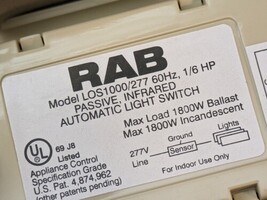 RAB
Model LOS1000/277 60Hz, 1/6 HP
PASSIVE, INFRARED
AUTOMATIC LIGHT SWITCH
Max Load 1800W Ballast
Max 1800W Incandescent
UL
69 J8
Listed
Appliance Control
Specification Grade
U.S. Pat. 4,874,962
(other patents pending)
Ground
Lights
277V
Line
Sensor
For Indoor Use Only